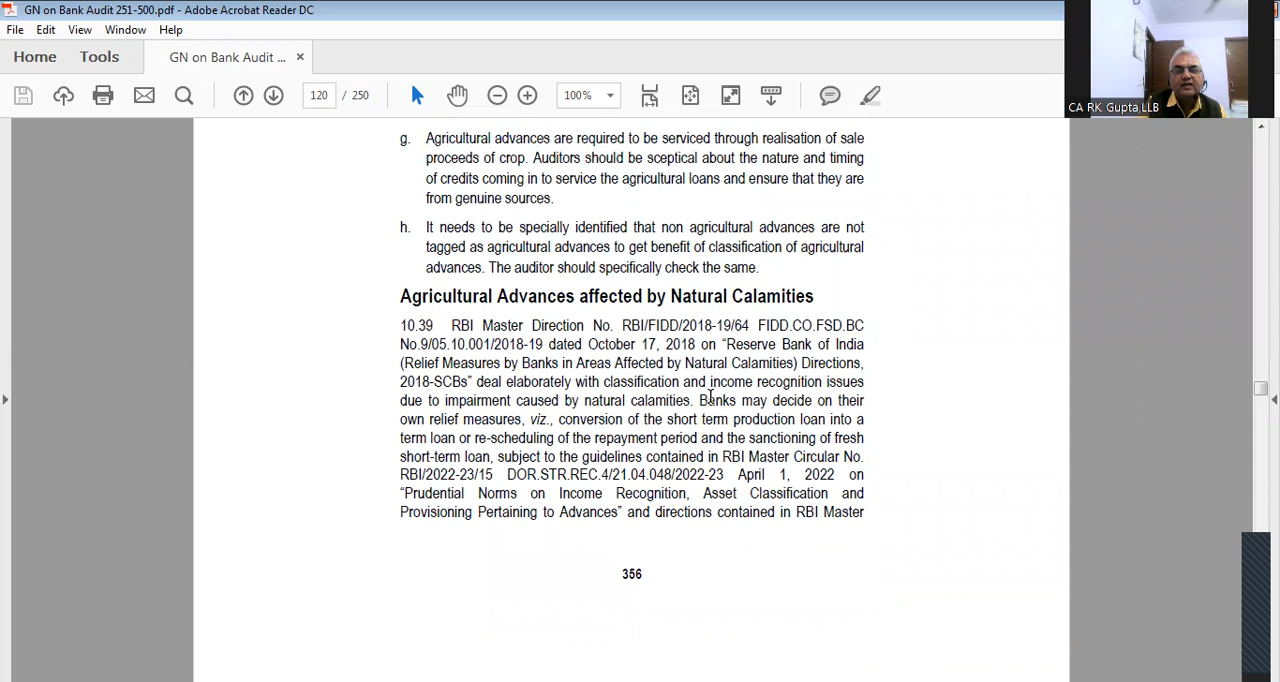 GN on Bank Audit 251-500.pdf - Adobe Acrobat Reader DC
File Edit View Window Help
Home Tools GN on Bank Audit ... ×
120 / 250 100%
CA RK Gupta,LLB
g. Agricultural advances are required to be serviced through realisation of sale
proceeds of crop. Auditors should be sceptical about the nature and timing
of credits coming in to service the agricultural loans and ensure that they are
from genuine sources.
h. It needs to be specially identified that non agricultural advances are not
tagged as agricultural advances to get benefit of classification of agricultural
advances. The auditor should specifically check the same.
Agricultural Advances affected by Natural Calamities
10.39 RBI Master Direction No. RBI/FIDD/2018-19/64 FIDD.CO.FSD.BC
No.9/05.10.001/2018-19 dated October 17, 2018 on “Reserve Bank of India
(Relief Measures by Banks in Areas Affected by Natural Calamities) Directions,
2018-SCBs” deal elaborately with classification and income recognition issues
due to impairment caused by natural calamities. Banks may decide on their
own relief measures, viz., conversion of the short term production loan into a
term loan or re-scheduling of the repayment period and the sanctioning of fresh
short-term loan, subject to the guidelines contained in RBI Master Circular No.
RBI/2022-23/15 DOR.STR.REC.4/21.04.048/2022-23 April 1, 2022 on
“Prudential Norms on Income Recognition, Asset Classification and
Provisioning Pertaining to Advances” and directions contained in RBI Master
356